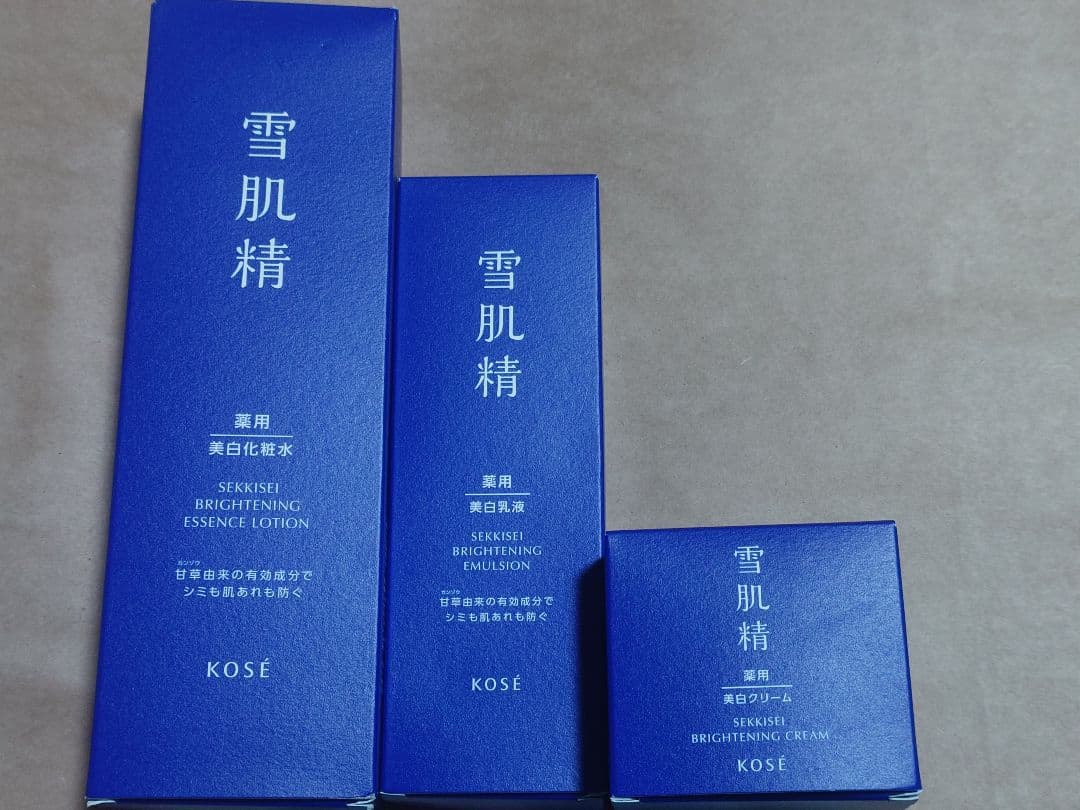 雪肌精
薬用
美白化粧水
SEKKISEI
BRIGHTENING
ESSENCE LOTION
カンゾウ
甘草由来の有効成分で
シミも肌あれも防ぐ
KOSÉ
雪肌精
薬用
美白乳液
SEKKISEI
BRIGHTENING
EMULSION
カンゾウ
甘草由来の有効成分で
シミも肌あれも防ぐ
KOSÉ
雪肌精
薬用
美白クリーム
SEKKISEI
BRIGHTENING CREAM
KOSÉ